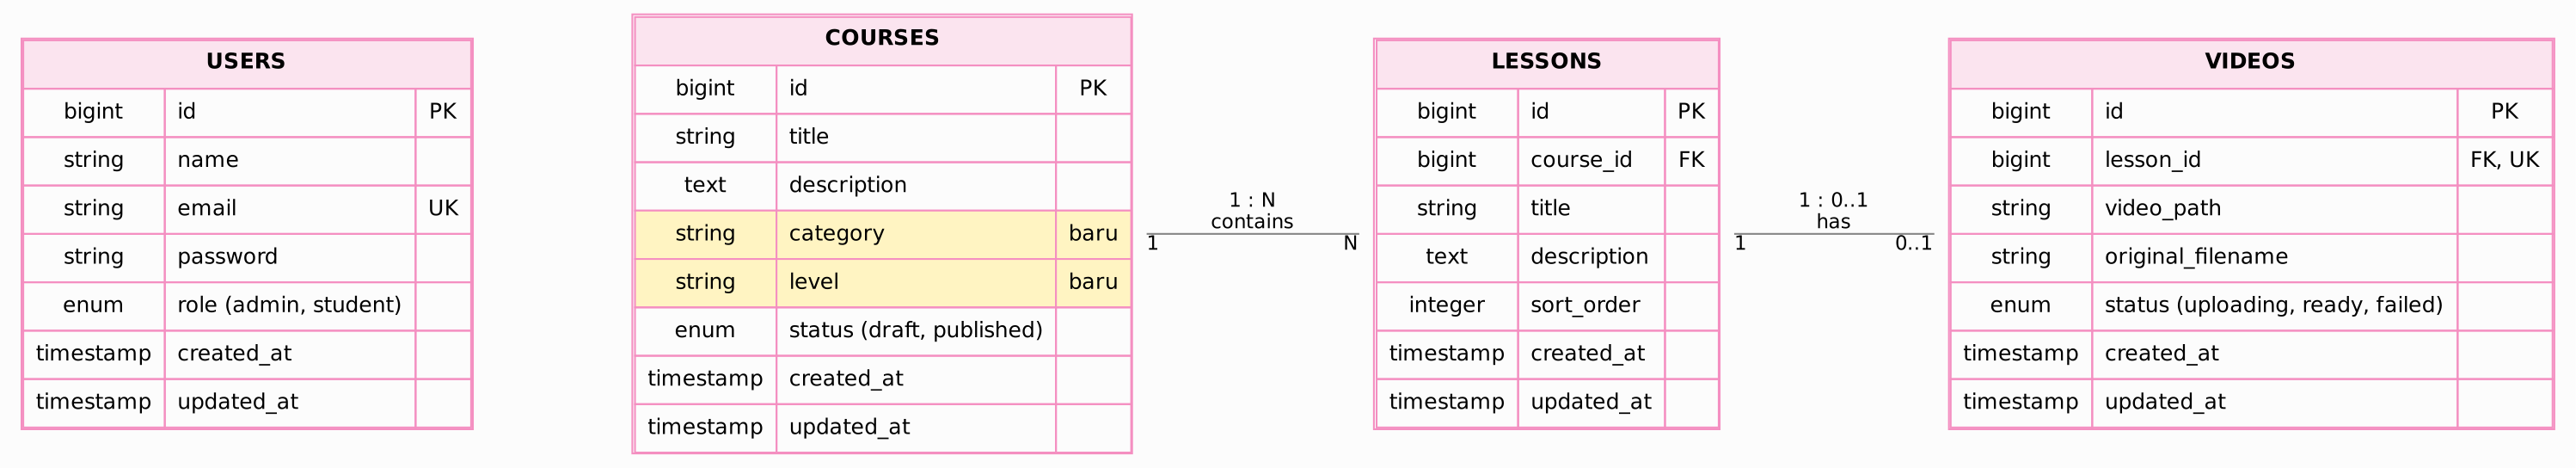 USERS
bigint id PK
string name
string email UK
string password
enum role (admin, student)
timestamp created_at
timestamp updated_at
COURSES
bigint id PK
string title
text description
string category baru
string level baru
enum status (draft, published)
timestamp created_at
timestamp updated_at
1 : N
contains
1 N
LESSONS
bigint id PK
bigint course_id FK
string title
text description
integer sort_order
timestamp created_at
timestamp updated_at
1 : 0..1
has
1 0..1
VIDEOS
bigint id PK
bigint lesson_id FK, UK
string video_path
string original_filename
enum status (uploading, ready, failed)
timestamp created_at
timestamp updated_at